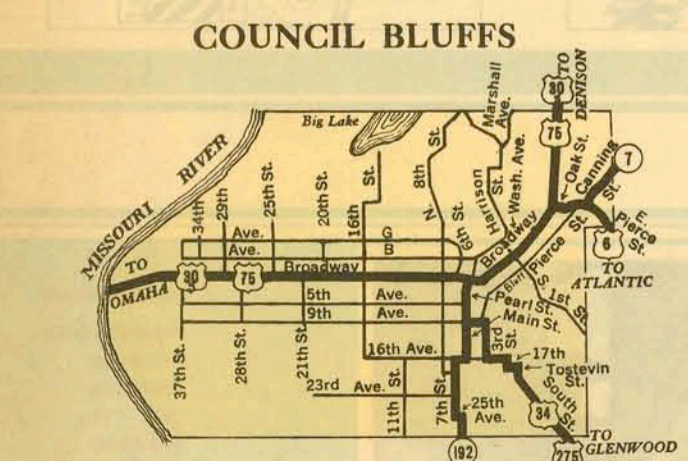 COUNCIL BLUFFS
TO DENISON
30
75
Marshall Ave.
Big Lake
MISSOURI RIVER
34th
29th
25th St.
20th St.
16th St.
N. 8th St.
6th St.
Harrison St.
Wash. Ave.
Oak St.
Canning St.
7
E. Pierce St.
6
TO ATLANTIC
Ave. G
Ave. B
Broadway
Broadway
Pierce St.
Bluff
S. 1st St.
TO OMAHA
30
75
5th Ave.
9th Ave.
Pearl St.
Main St.
3rd St.
37th St.
28th St.
21th St.
16th Ave.
17th
Tostevin St.
23rd Ave.
11th St.
7th St.
25th Ave.
South St.
34
192
275
TO GLENWOOD